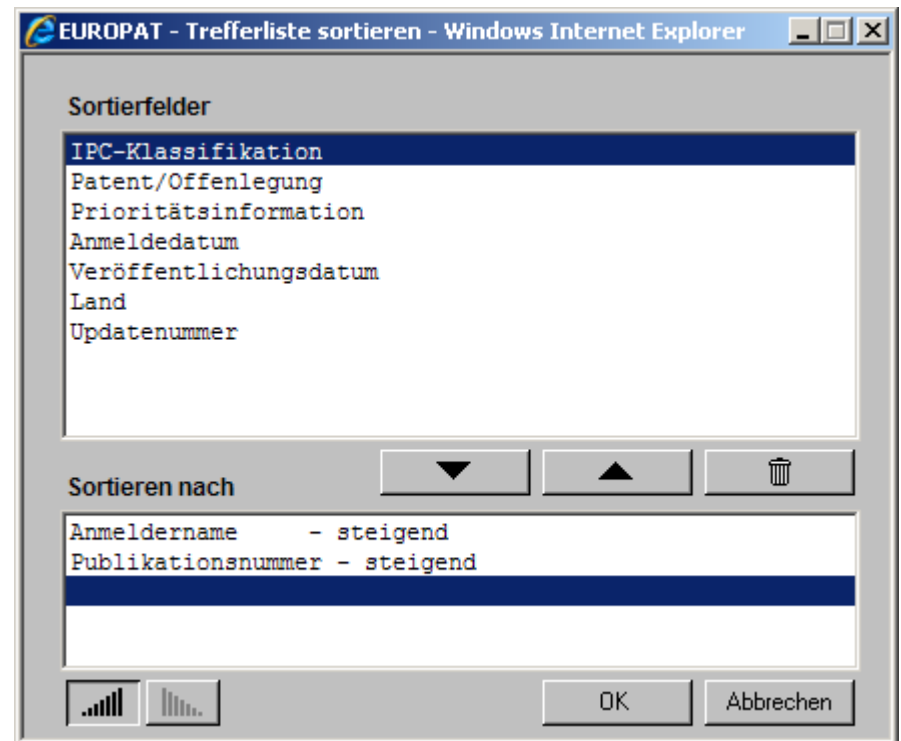 EUROPAT - Trefferliste sortieren - Windows Internet Explorer
Sortierfelder
IPC-Klassifikation
Patent/Offenlegung
Prioritätsinformation
Anmeldedatum
Veröffentlichungsdatum
Land
Updatenummer
Sortieren nach
Anmeldername - steigend
Publikationsnummer - steigend
OK Abbrechen